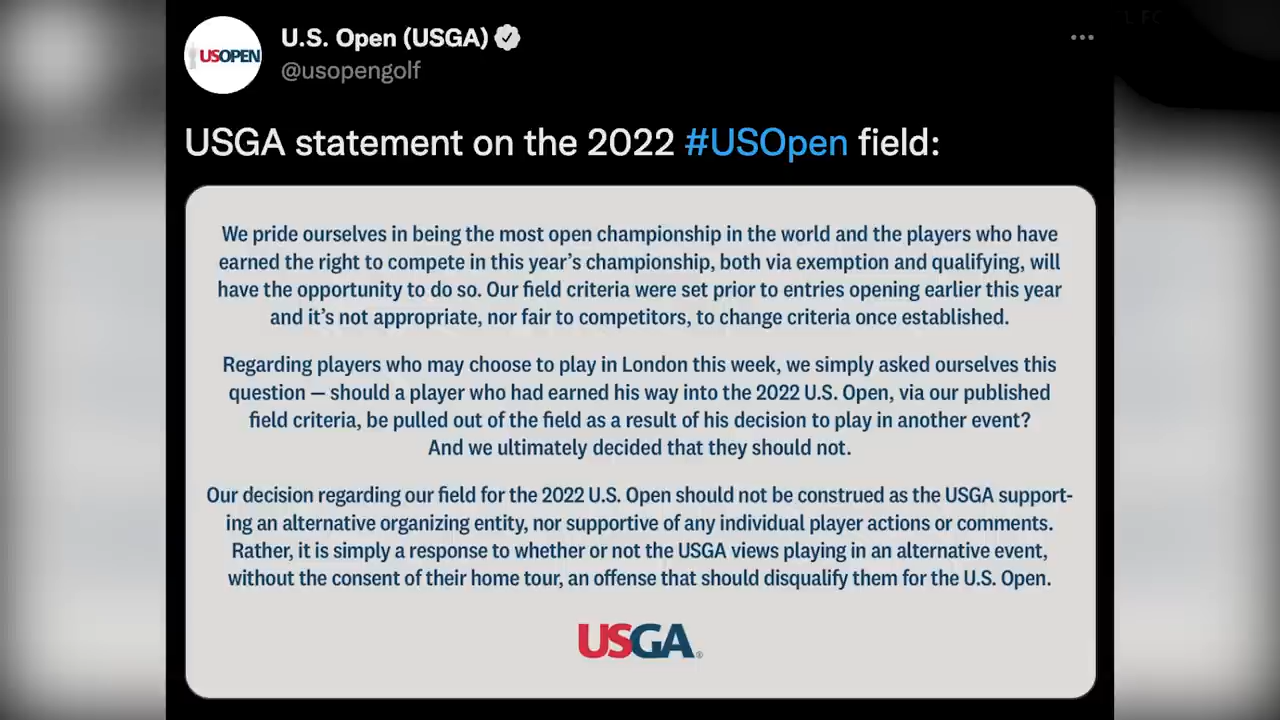 U.S. Open (USGA)
@usopengolf
USOPEN
USGA statement on the 2022 #USOpen field:
We pride ourselves in being the most open championship in the world and the players who have
earned the right to compete in this year's championship, both via exemption and qualifying, will
have the opportunity to do so. Our field criteria were set prior to entries opening earlier this year
and it's not appropriate, nor fair to competitors, to change criteria once established.
Regarding players who may choose to play in London this week, we simply asked ourselves this
question — should a player who had earned his way into the 2022 U.S. Open, via our published
field criteria, be pulled out of the field as a result of his decision to play in another event?
And we ultimately decided that they should not.
Our decision regarding our field for the 2022 U.S. Open should not be construed as the USGA support-
ing an alternative organizing entity, nor supportive of any individual player actions or comments.
Rather, it is simply a response to whether or not the USGA views playing in an alternative event,
without the consent of their home tour, an offense that should disqualify them for the U.S. Open.
USGA®